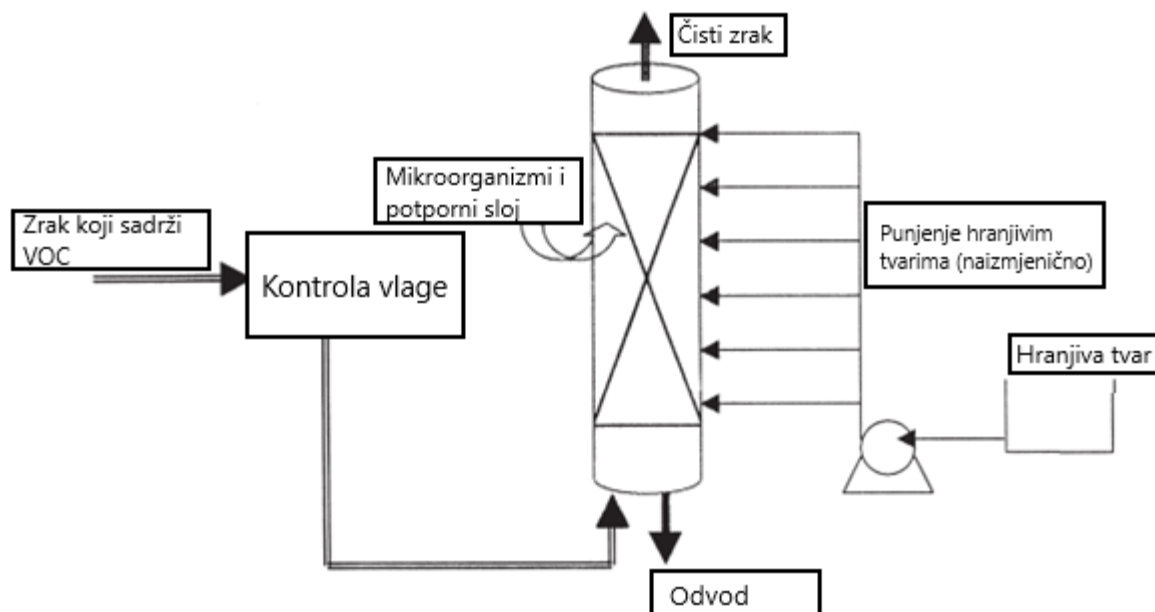 Čisti zrak
Mikroorganizmi i
potporni sloj
Zrak koji sadrži
VOC
Kontrola vlage
Punjenje hranjivim
tvarima (naizmjenično)
Hranjiva tvar
Odvod